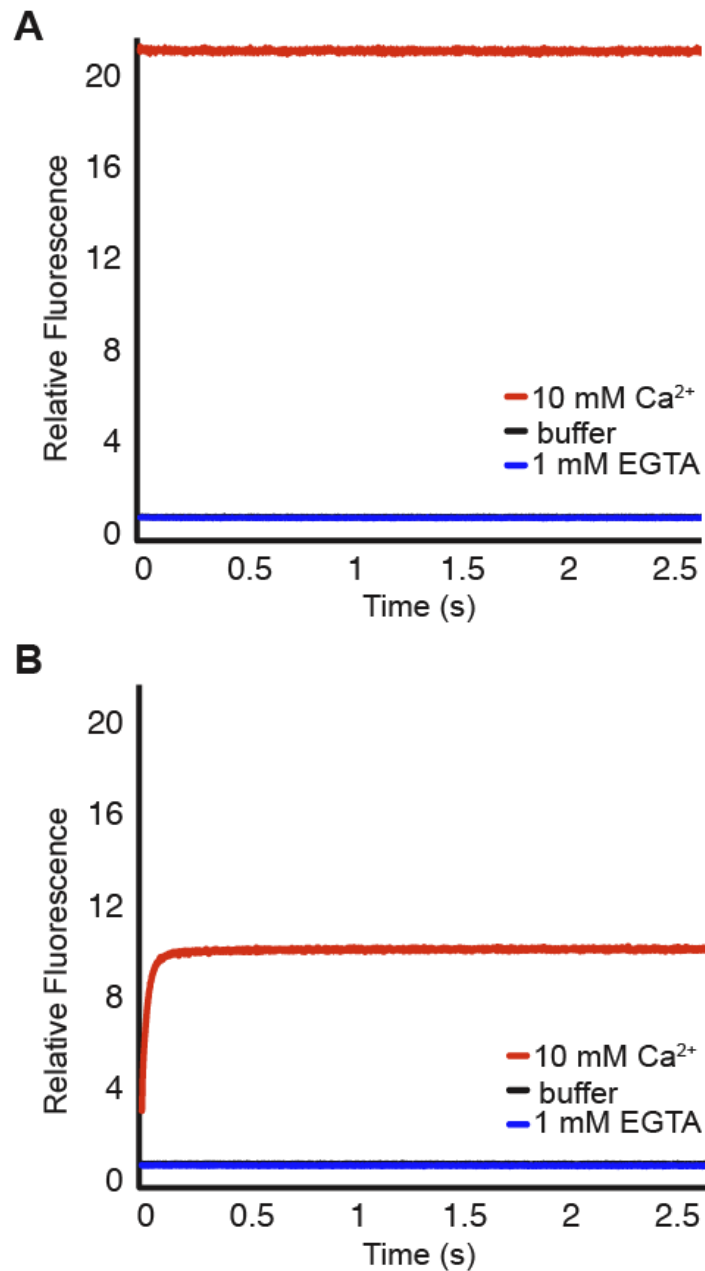 A
Relative Fluorescence
20
16
12
8
4
0
10 mM Ca²⁺
buffer
1 mM EGTA
0 0.5 1 1.5 2 2.5
Time (s)
B
Relative Fluorescence
20
16
12
8
4
0
10 mM Ca²⁺
buffer
1 mM EGTA
0 0.5 1 1.5 2 2.5
Time (s)